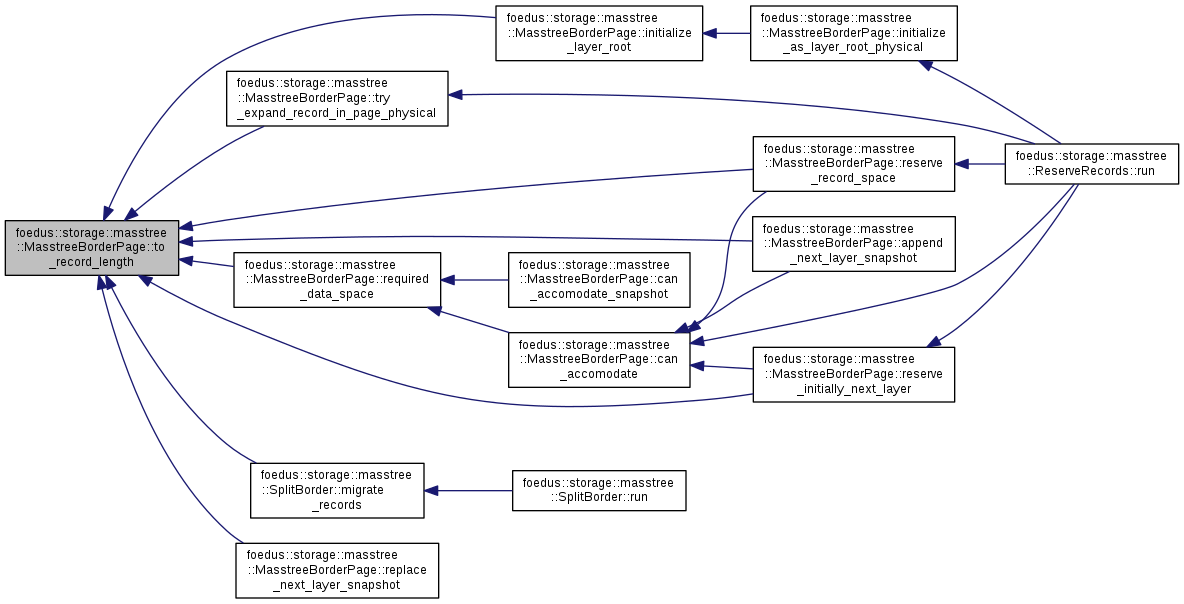 foedus::storage::masstree
::MasstreeBorderPage::to
_record_length
foedus::storage::masstree
::MasstreeBorderPage::initialize
_layer_root
foedus::storage::masstree
::MasstreeBorderPage::initialize
_as_layer_root_physical
foedus::storage::masstree
::MasstreeBorderPage::try
_expand_record_in_page_physical
foedus::storage::masstree
::ReserveRecords::run
foedus::storage::masstree
::MasstreeBorderPage::reserve
_record_space
foedus::storage::masstree
::MasstreeBorderPage::append
_next_layer_snapshot
foedus::storage::masstree
::MasstreeBorderPage::required
_data_space
foedus::storage::masstree
::MasstreeBorderPage::can
_accomodate_snapshot
foedus::storage::masstree
::MasstreeBorderPage::can
_accomodate
foedus::storage::masstree
::MasstreeBorderPage::reserve
_initially_next_layer
foedus::storage::masstree
::SplitBorder::migrate
_records
foedus::storage::masstree
::SplitBorder::run
foedus::storage::masstree
::MasstreeBorderPage::replace
_next_layer_snapshot